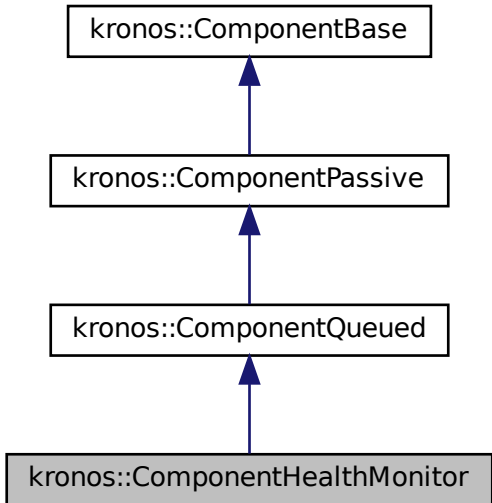 kronos::ComponentBase
kronos::ComponentPassive
kronos::ComponentQueued
kronos::ComponentHealthMonitor